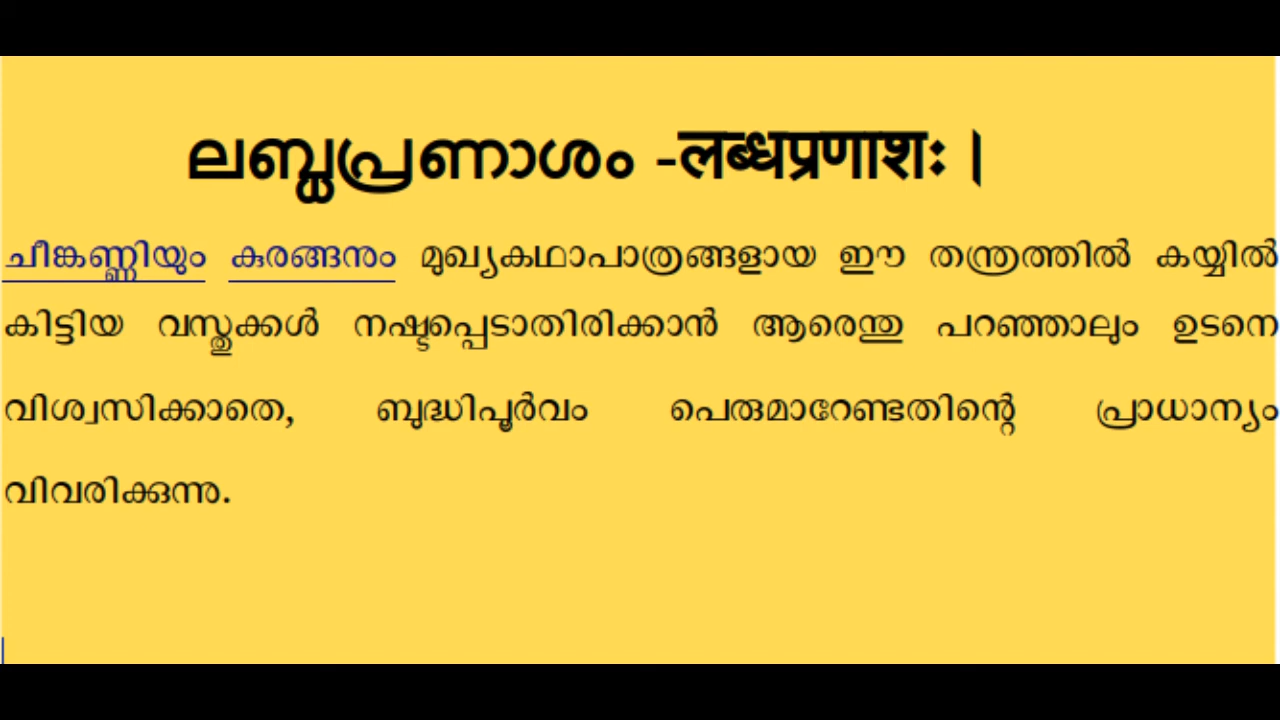 ലബ്ധപ്രണാശം -लब्धप्रणाशः।
ചീങ്കണ്ണിയും കുരങ്ങനും മുഖ്യകഥാപാത്രങ്ങളായ ഈ തന്ത്രത്തിൽ കയ്യിൽ
കിട്ടിയ വസ്തുക്കൾ നഷ്ടപ്പെടാതിരിക്കാൻ ആരെന്തു പറഞ്ഞാലും ഉടനെ
വിശ്വസിക്കാതെ, ബുദ്ധിപൂർവം പെരുമാറേണ്ടതിന്റെ പ്രാധാന്യം
വിവരിക്കുന്നു.